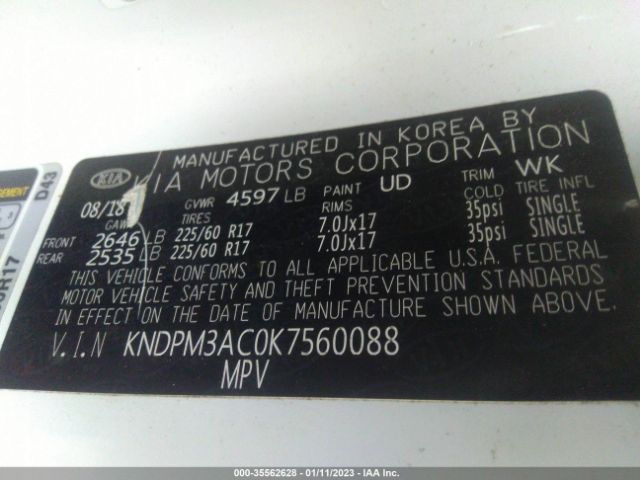 MANUFACTURED IN KOREA BY
KIA KIA MOTORS CORPORATION
08/18 GVWR 4597 LB PAINT UD TRIM WK
GAWR TIRES RIMS COLD TIRE INFL
FRONT 2646 LB 225/60 R17 7.0Jx17 35psi SINGLE
REAR 2535 LB 225/60 R17 7.0Jx17 35psi SINGLE
THIS VEHICLE CONFORMS TO ALL APPLICABLE U.S.A. FEDERAL
MOTOR VEHICLE SAFETY AND THEFT PREVENTION STANDARDS
IN EFFECT ON THE DATE OF MANUFACTURE SHOWN ABOVE.
V.I.N KNDPM3AC0K7560088
MPV
D43
000-35562628 - 01/11/2023 - IAA Inc.